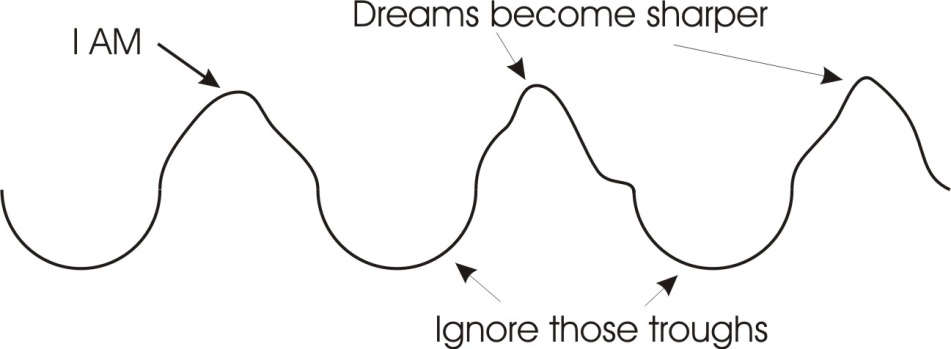 Dreams become sharper
I AM
Ignore those troughs